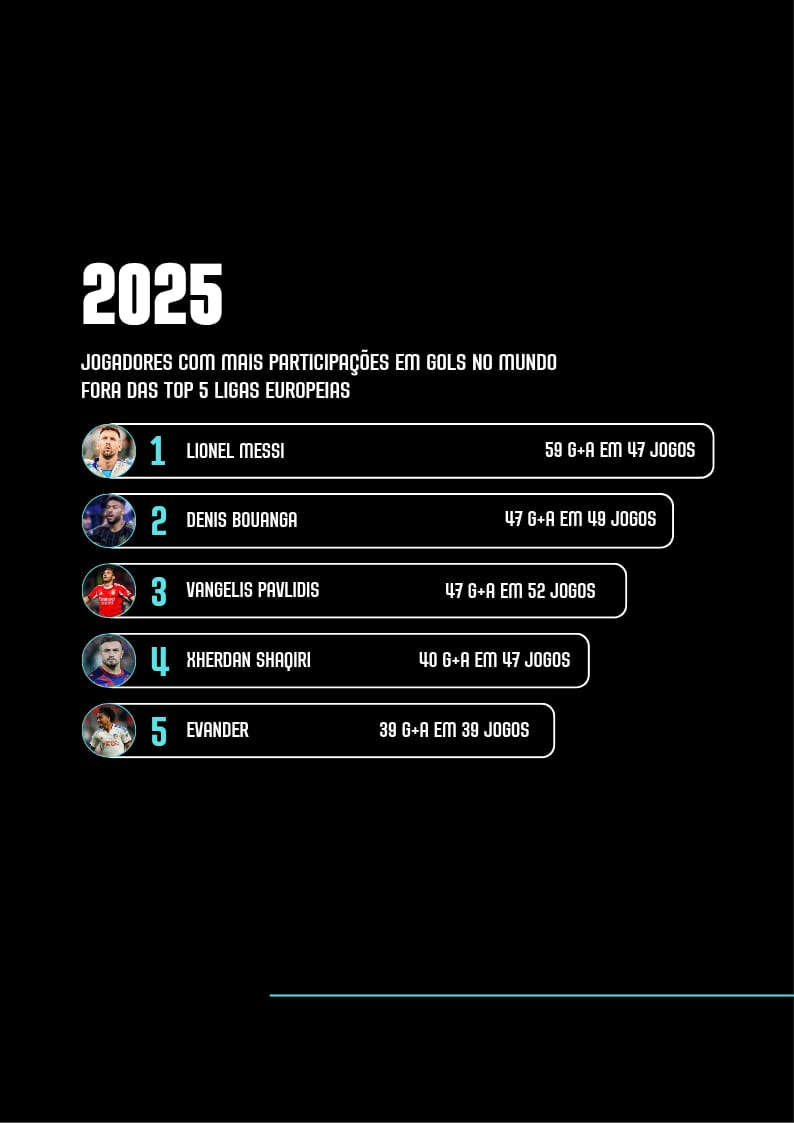 2025
JOGADORES COM MAIS PARTICIPAÇÕES EM GOLS NO MUNDO
FORA DAS TOP 5 LIGAS EUROPEIAS
1 LIONEL MESSI 59 G+A EM 47 JOGOS
2 DENIS BOUANGA 47 G+A EM 49 JOGOS
3 VANGELIS PAVLIDIS 47 G+A EM 52 JOGOS
4 XHERDAN SHAQIRI 40 G+A EM 47 JOGOS
5 EVANDER 39 G+A EM 39 JOGOS